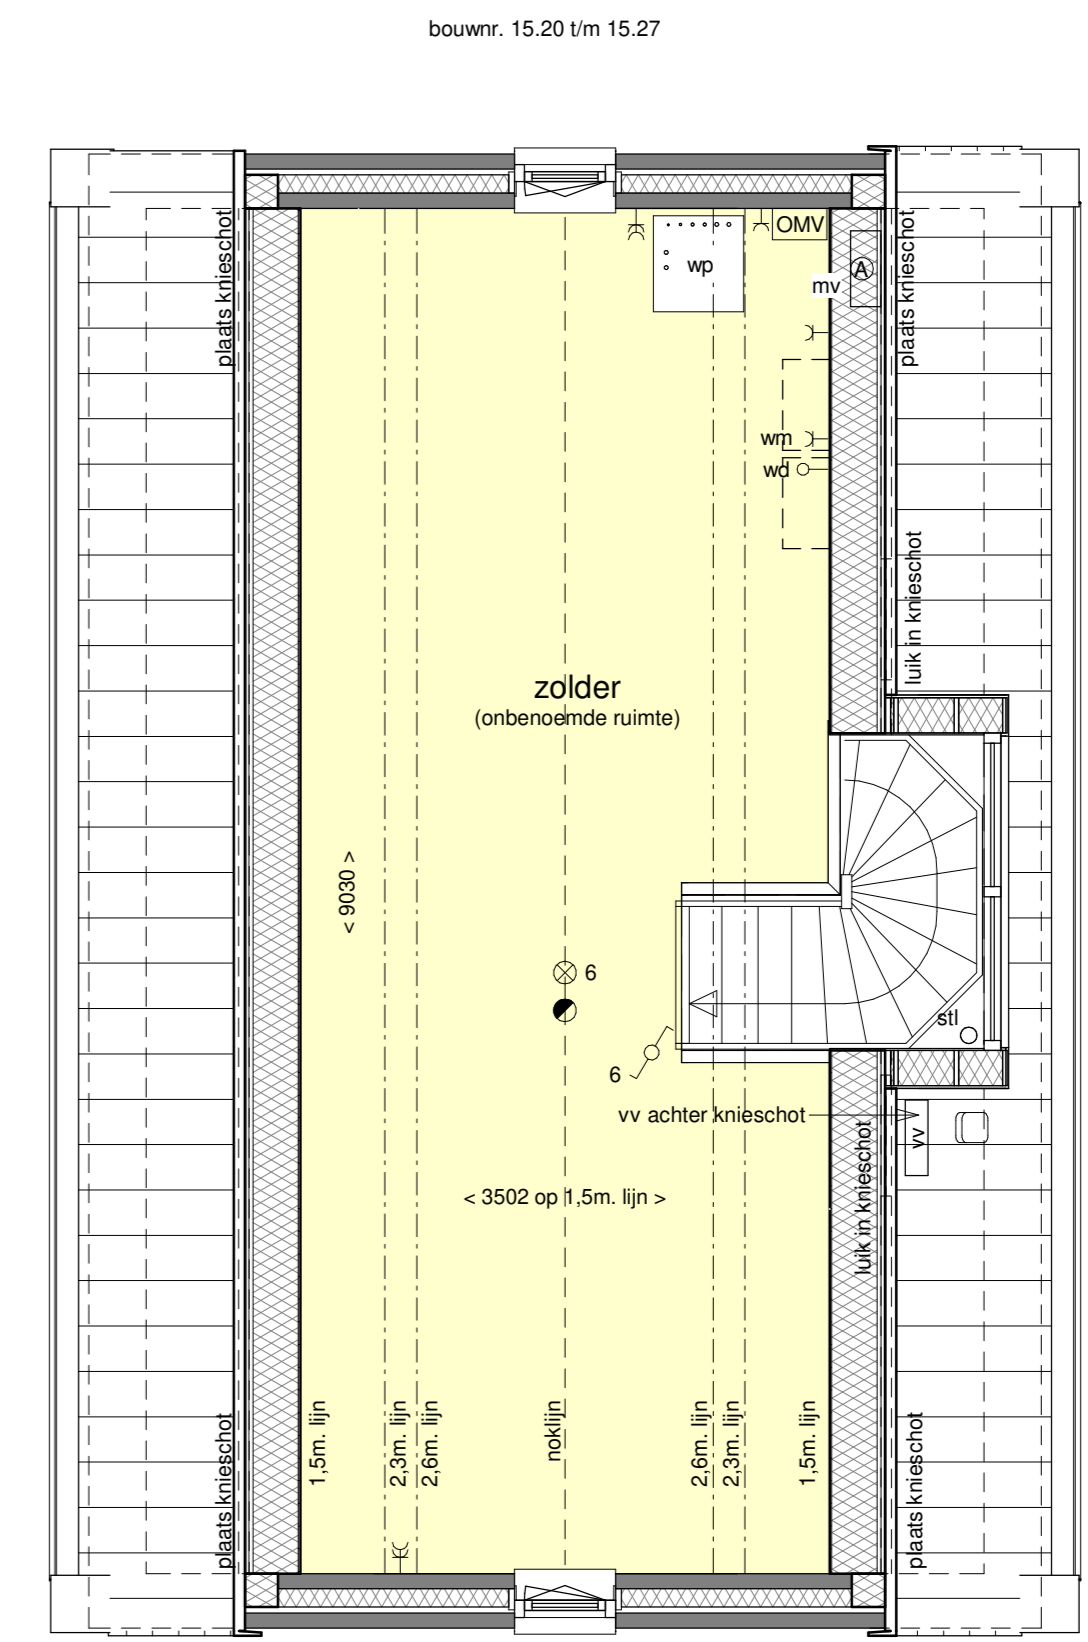 bouwnr. 15.20 t/m 15.27
plaats knieschot
plaats knieschot
OMV
wp
A
mv
wm
wd
luik in knieschot
zolder
(onbenoemde ruimte)
< 9030 >
6
stl
6
vv achter knieschot
vv
luik in knieschot
< 3502 op 1,5m. lijn >
plaats knieschot
1,5m. lijn
2,3m. lijn
2,6m. lijn
noklijn
2,6m. lijn
2,3m. lijn
1,5m. lijn
plaats knieschot